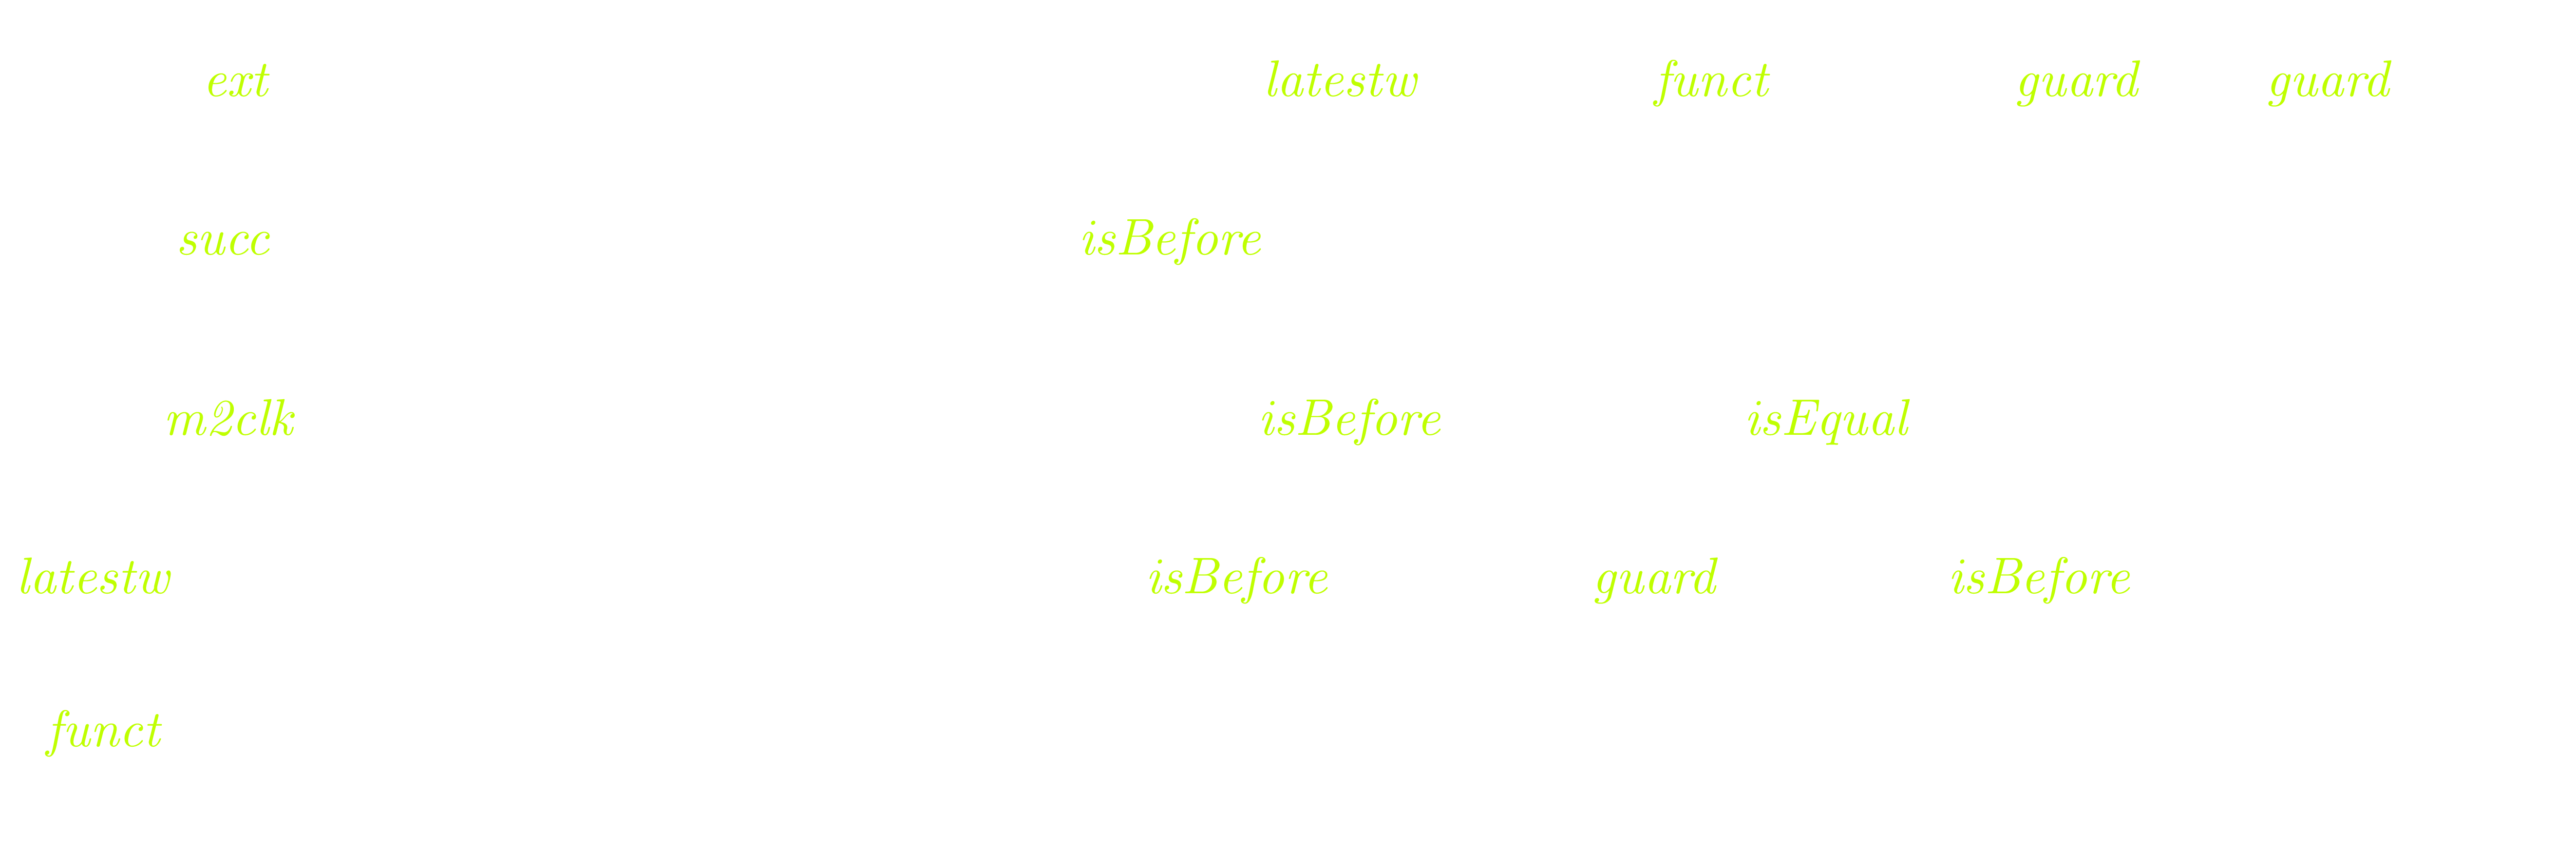 ext latestw funct guard guard
succ isBefore
m2clk isBefore isEqual
latestw isBefore guard isBefore
funct